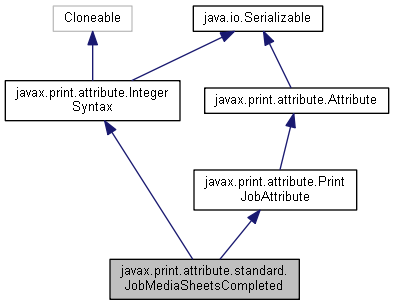 Cloneable
java.io.Serializable
javax.print.attribute.Integer
Syntax
javax.print.attribute.Attribute
javax.print.attribute.Print
JobAttribute
javax.print.attribute.standard.
JobMediaSheetsCompleted